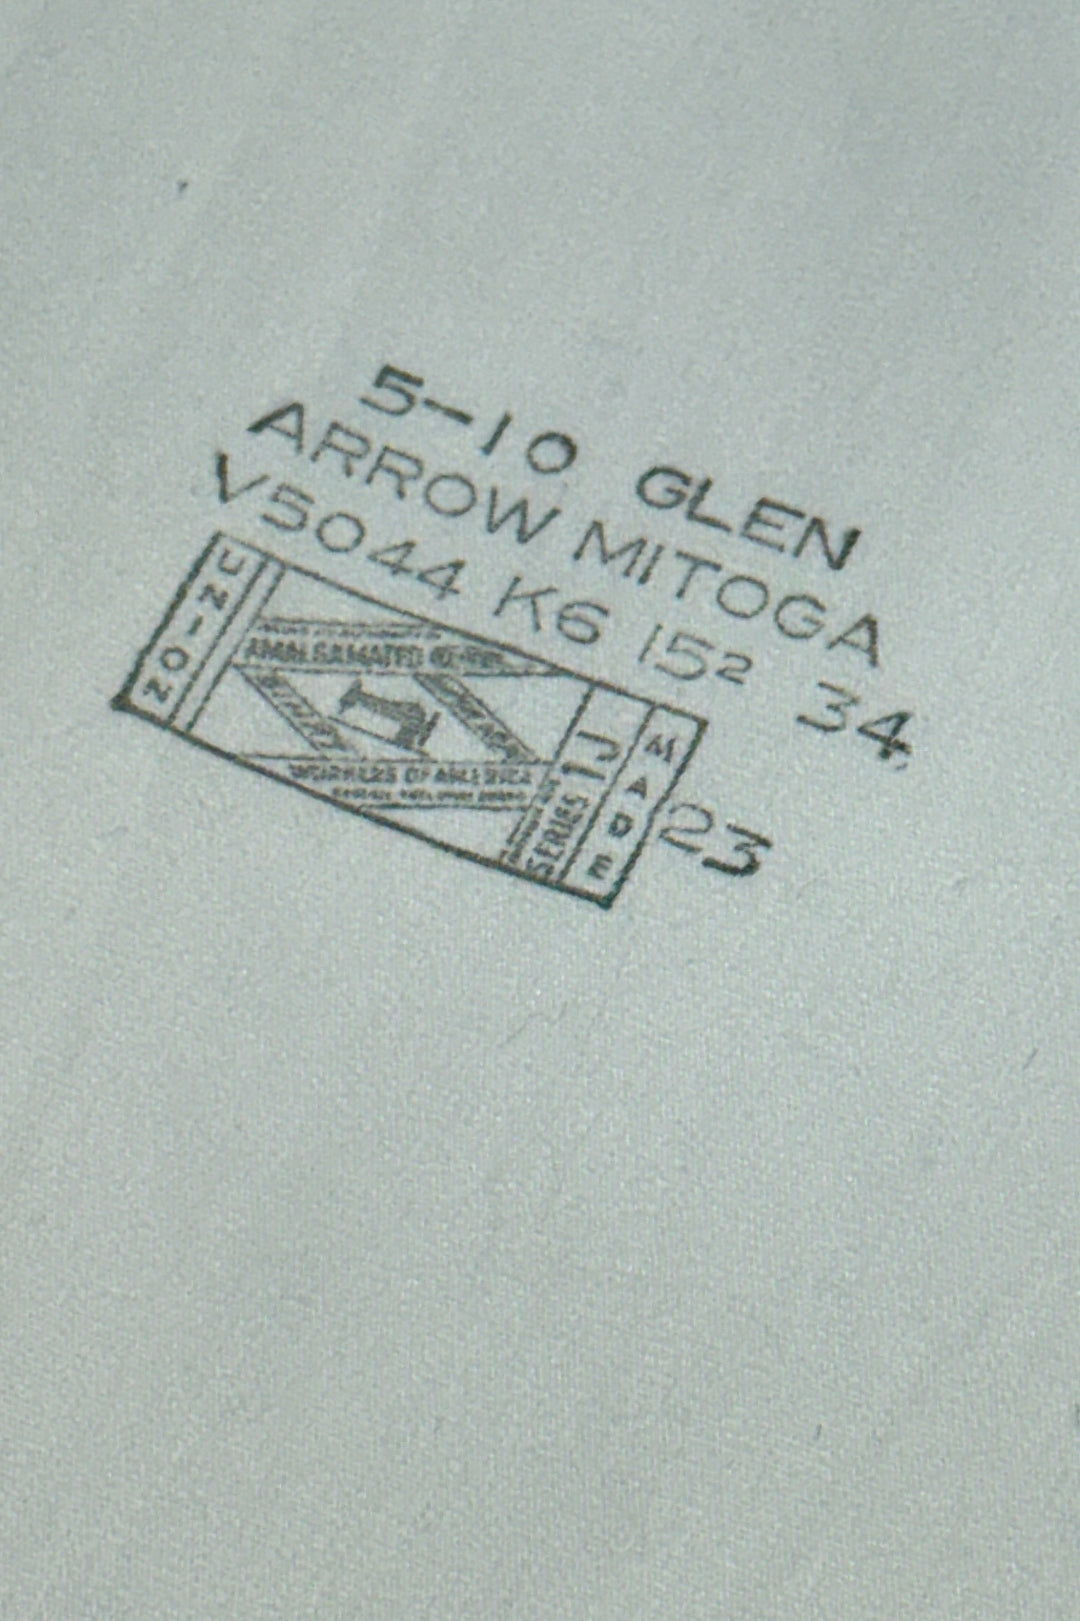 5-10 GLEN
ARROW MITOGA
V5044 K6 15² 34
23
UNION
MADE
AMALGAMATED
WORKERS OF AMERICA
SERIES